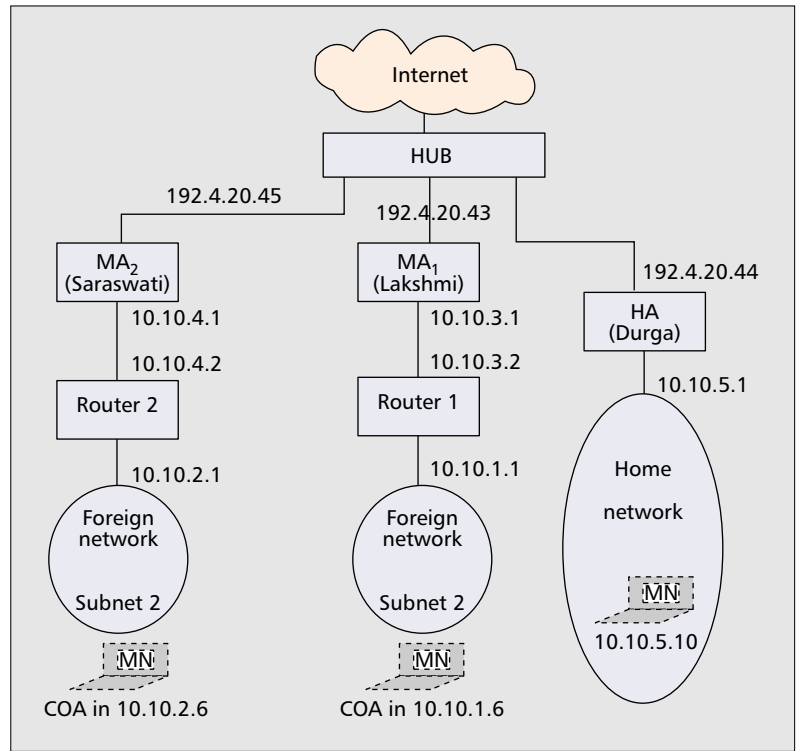 Internet
HUB
192.4.20.45
192.4.20.43
192.4.20.44
MA₂
(Saraswati)
MA₁
(Lakshmi)
HA
(Durga)
10.10.4.1
10.10.3.1
10.10.5.1
10.10.4.2
10.10.3.2
Router 2
Router 1
10.10.2.1
10.10.1.1
Foreign
network
Subnet 2
Foreign
network
Subnet 2
Home
network
MN
10.10.5.10
MN
COA in 10.10.2.6
MN
COA in 10.10.1.6